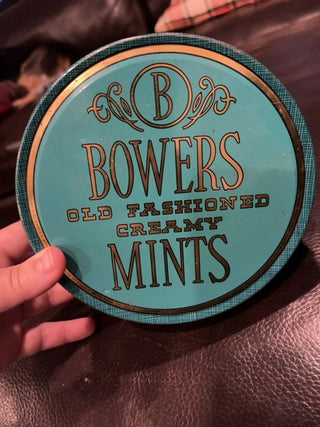 B
BOWERS
OLD FASHIONED
CREAMY
MINTS